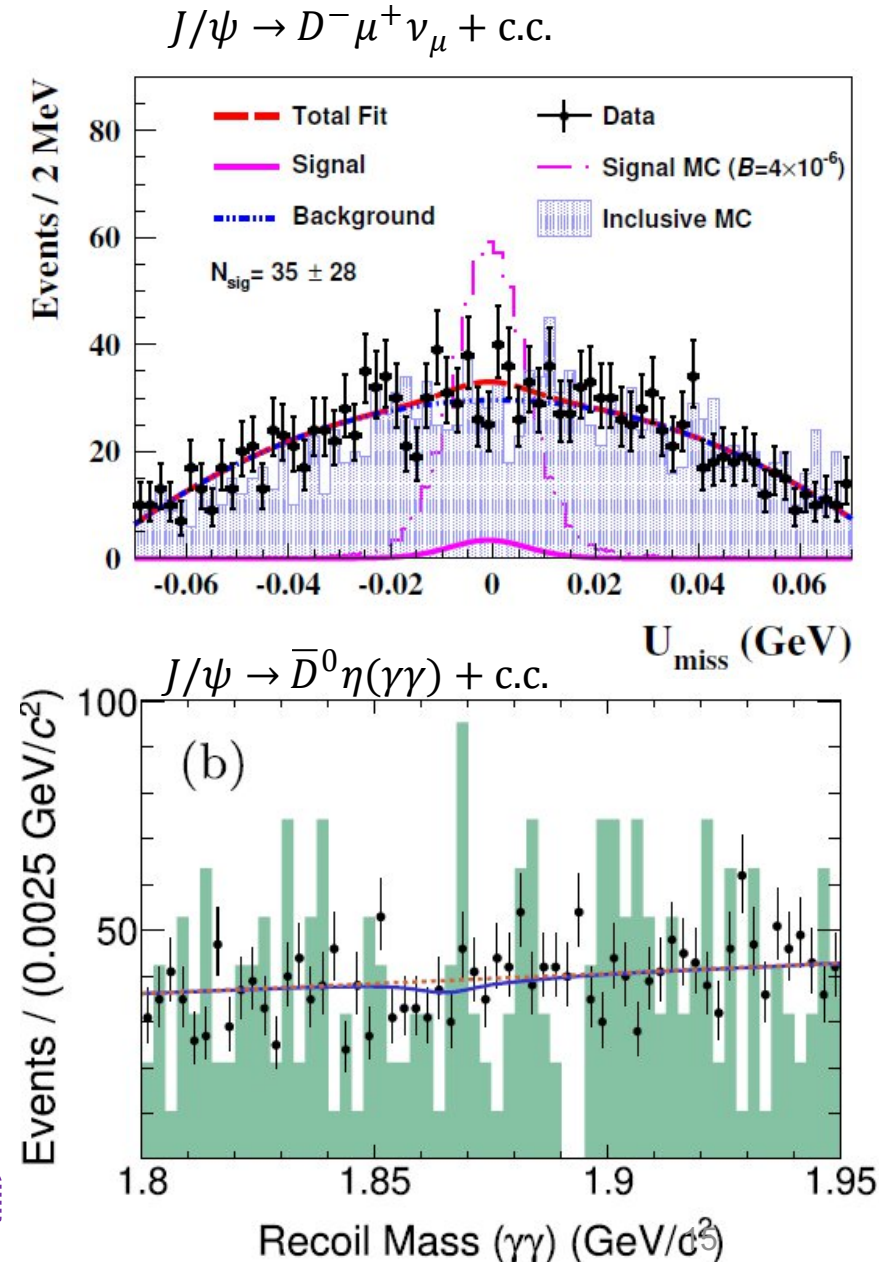 J/ψ → D⁻μ⁺ν_μ + c.c.
Events / 2 MeV
80
60
40
20
0
Total Fit
Signal
Background
N_sig= 35 ± 28
Data
Signal MC (B=4×10⁻⁶)
Inclusive MC
-0.06 -0.04 -0.02 0 0.02 0.04 0.06
U_miss (GeV)
J/ψ → D̅⁰η(γγ) + c.c.
Events / (0.0025 GeV/c²)
100
50
(b)
1.8 1.85 1.9 1.95
Recoil Mass (γγ) (GeV/c²)
15